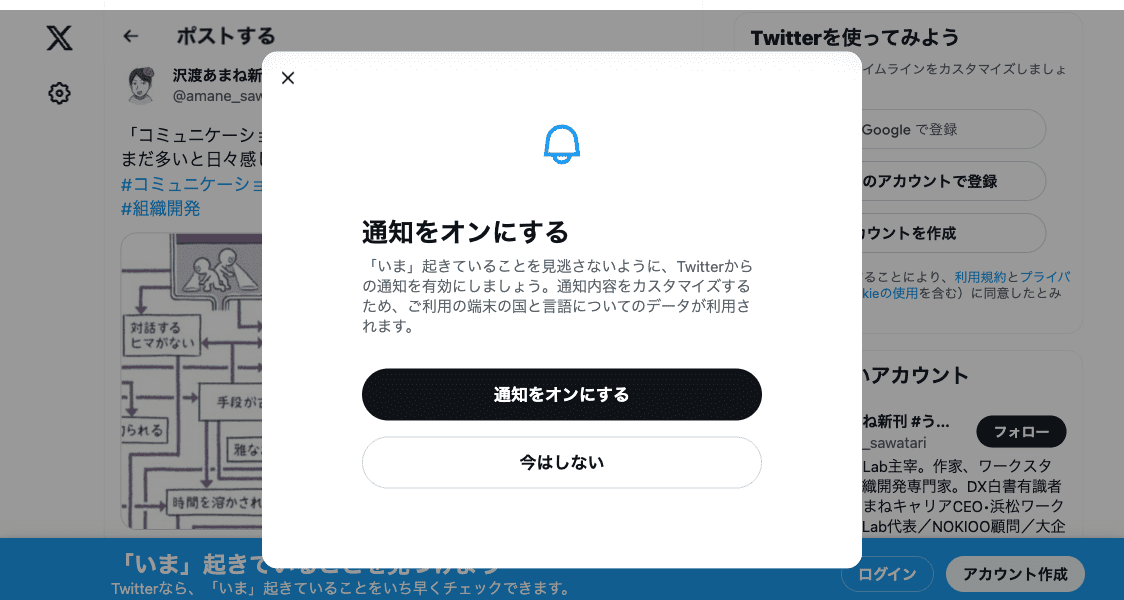 ポストする
沢渡あまね新
@amane_saw
「コミュニケーショ
まだ多いと日々感じ
#コミュニケーショ
#組織開発
対話する
ヒマがない
手段が
られる
雅な
時間を溶かされ
通知をオンにする
「いま」起きていることを見逃さないように、Twitterから
の通知を有効にしましょう。通知内容をカスタマイズする
ため、ご利用の端末の国と言語についてのデータが利用さ
れます。
通知をオンにする
今はしない
Twitterを使ってみよう
イムラインをカスタマイズしましょ
Google で登録
のアカウントで登録
カウントを作成
ることにより、利用規約とプライバ
kieの使用を含む）に同意したとみ
いアカウント
ね新刊 #う...
_sawatari
フォロー
Lab主宰。作家、ワークスタ
織開発専門家。DX白書有識者
まねキャリアCEO•浜松ワーク
Lab代表／NOKIOO顧問／大企
「いま」起きていることを見つけよう
Twitterなら、「いま」起きていることをいち早くチェックできます。
ログイン
アカウント作成